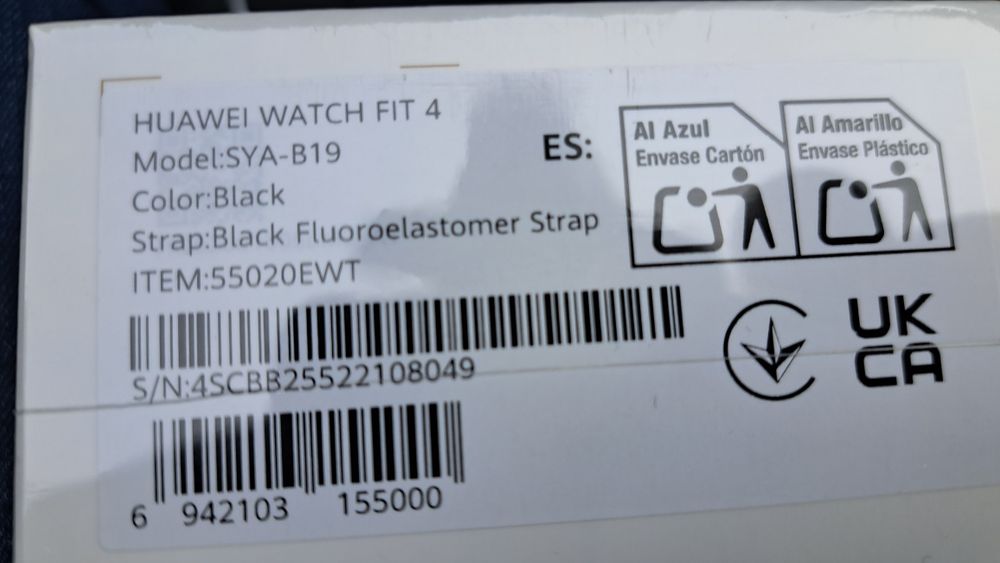 HUAWEI WATCH FIT 4
Model:SYA-B19
Color:Black
Strap:Black Fluoroelastomer Strap
ITEM:55020EWT
S/N:4SCBB25522108049
6 942103 155000
ES:
Al Azul
Envase Cartón
Al Amarillo
Envase Plástico
UK
CA